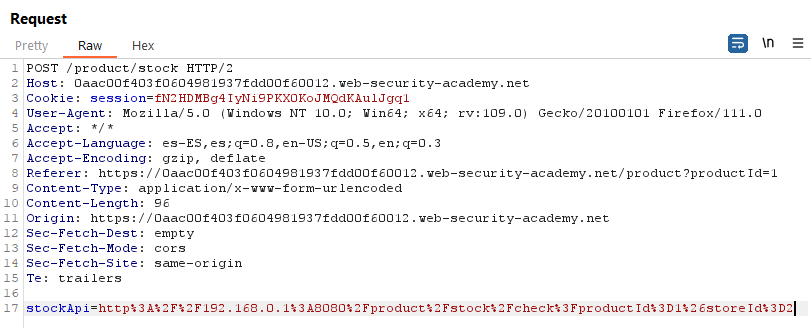 Request
Pretty Raw Hex \n
1 POST /product/stock HTTP/2
2 Host: 0aac00f403f0604981937fdd00f60012.web-security-academy.net
3 Cookie: session=fN2HDMBg4IyNi9PKXOKoJMQdKAulJgql
4 User-Agent: Mozilla/5.0 (Windows NT 10.0; Win64; x64; rv:109.0) Gecko/20100101 Firefox/111.0
5 Accept: */*
6 Accept-Language: es-ES,es;q=0.8,en-US;q=0.5,en;q=0.3
7 Accept-Encoding: gzip, deflate
8 Referer: https://0aac00f403f0604981937fdd00f60012.web-security-academy.net/product?productId=1
9 Content-Type: application/x-www-form-urlencoded
10 Content-Length: 96
11 Origin: https://0aac00f403f0604981937fdd00f60012.web-security-academy.net
12 Sec-Fetch-Dest: empty
13 Sec-Fetch-Mode: cors
14 Sec-Fetch-Site: same-origin
15 Te: trailers
16
17 stockApi=http%3A%2F%2F192.168.0.1%3A8080%2Fproduct%2Fstock%2Fcheck%3FproductId%3D1%26storeId%3D2